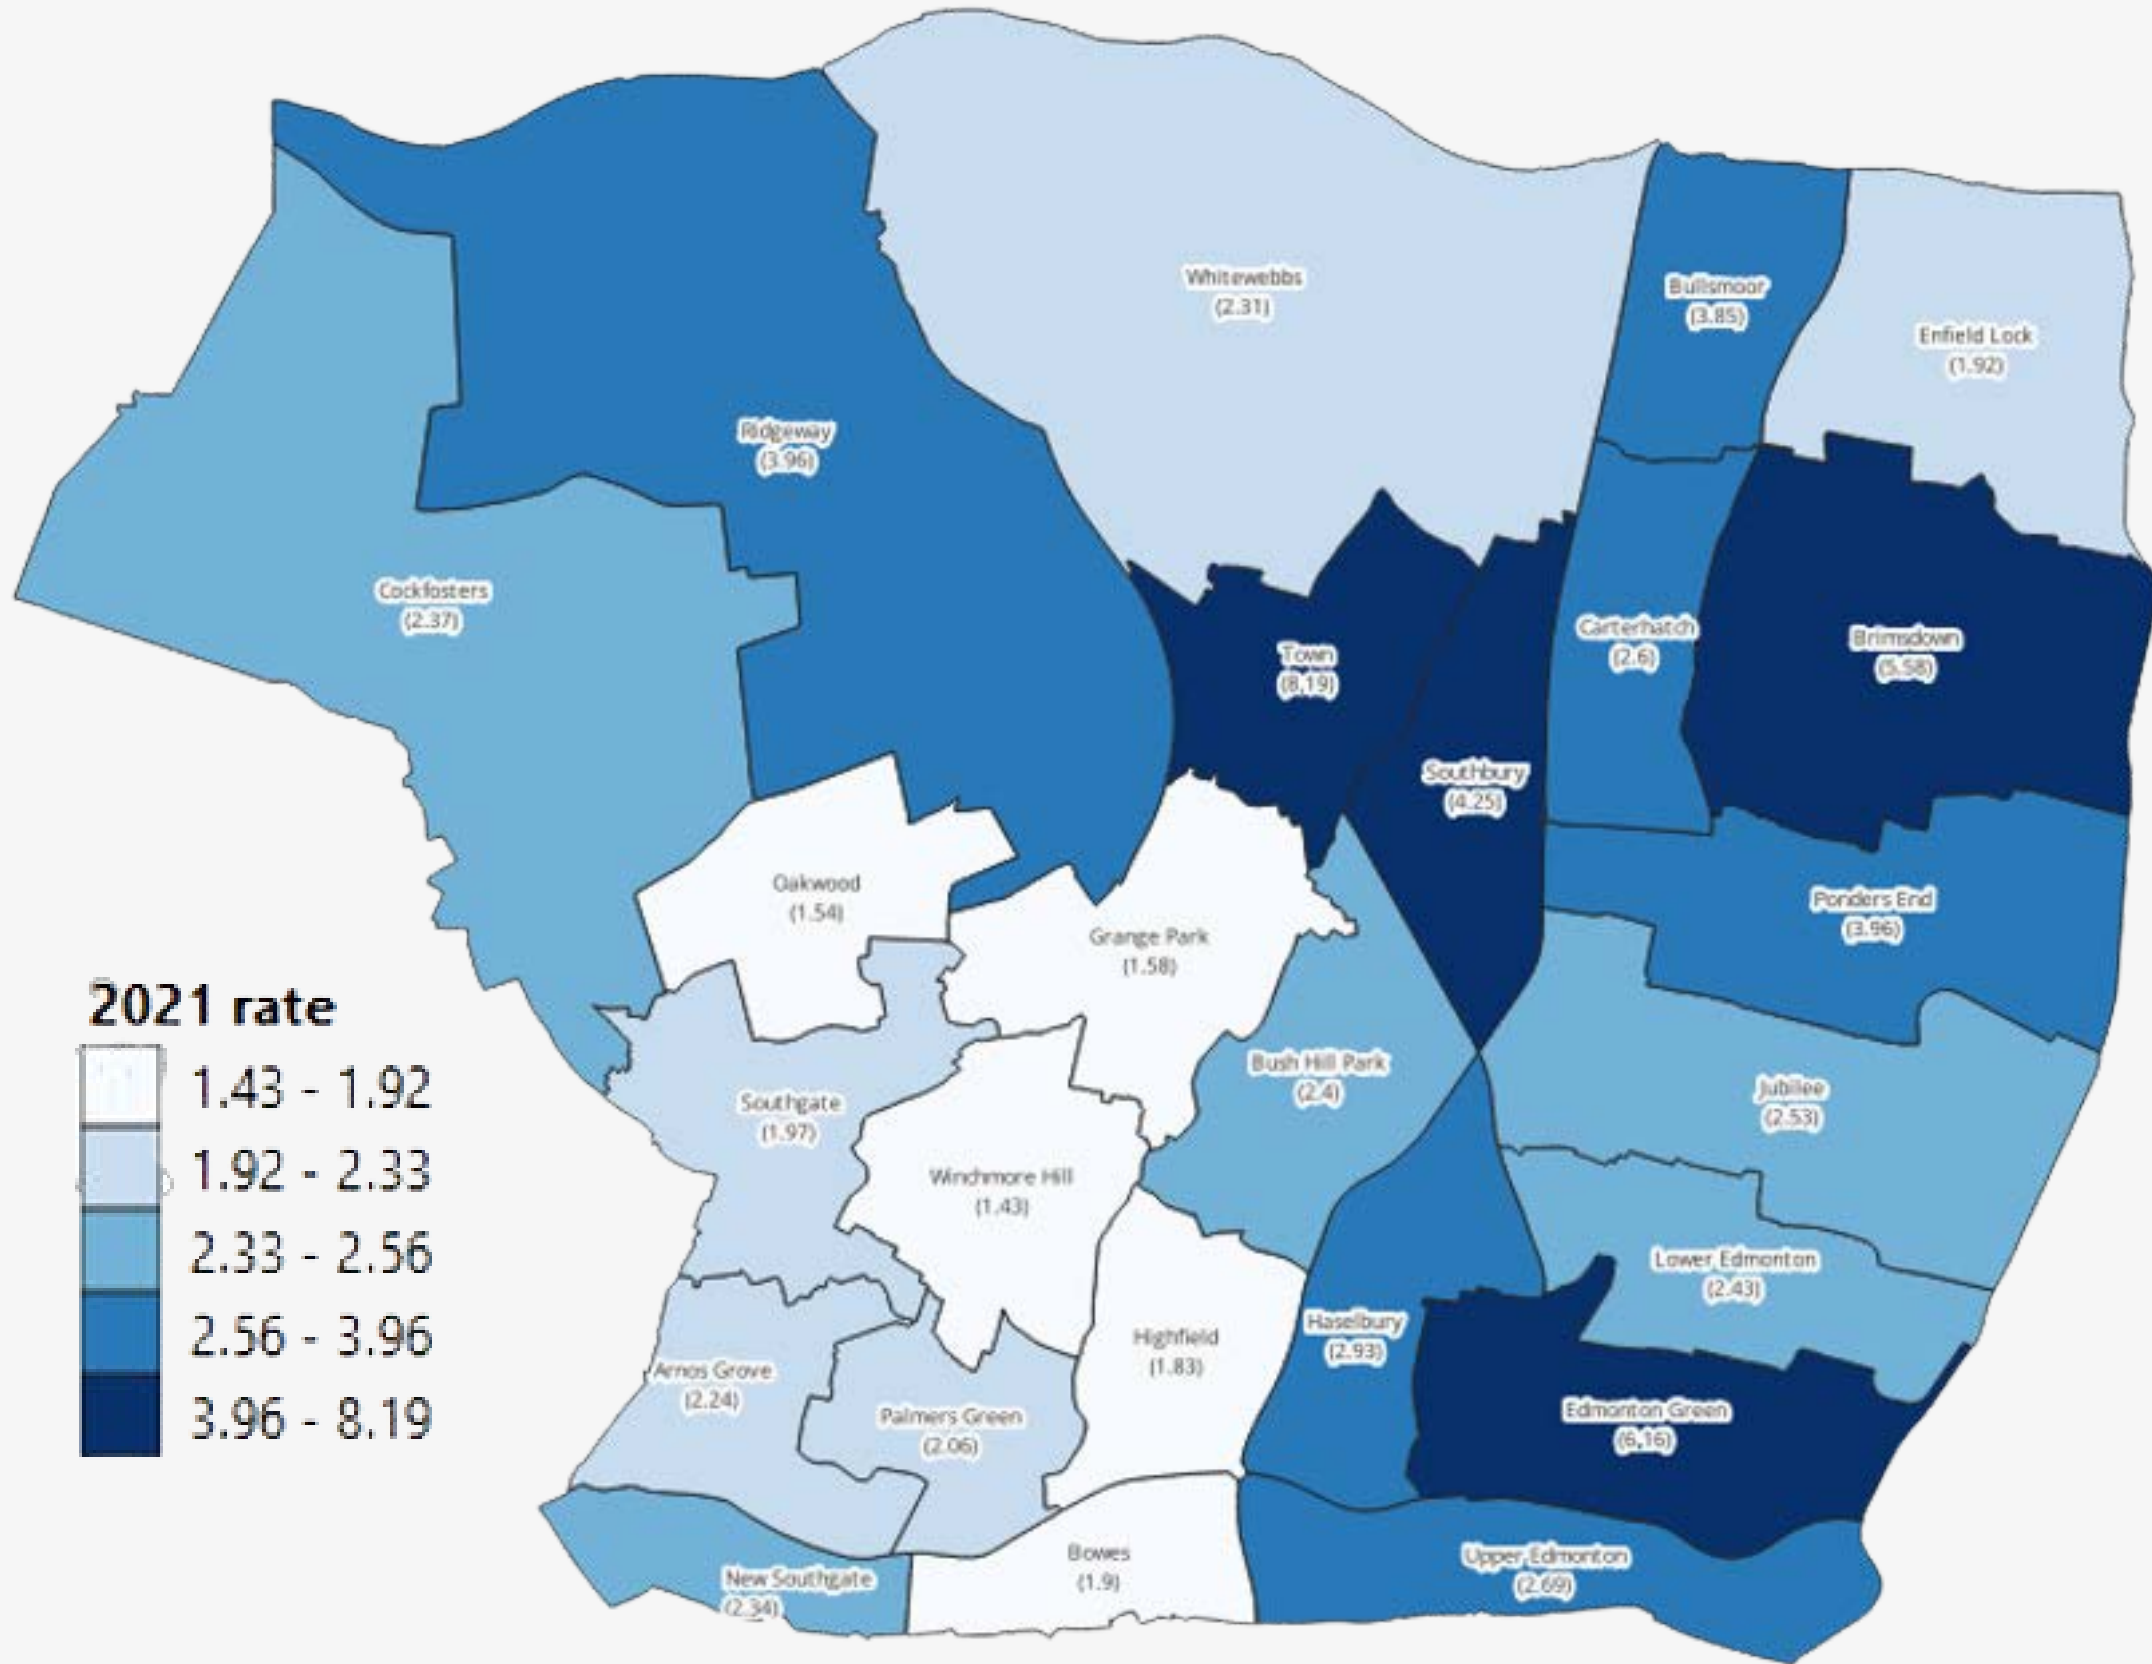 Whitewebbs
(2.31)
Bullsmoor
(3.85)
Enfield Lock
(1.92)
Ridgeway
(3.96)
Cockfosters
(2.37)
Town
(8,19)
Carterhatch
(2.6)
Brimsdown
(5.58)
Southbury
(4.25)
Oakwood
(1.54)
Grange Park
(1.58)
Ponders End
(3.96)
Bush Hill Park
(2.4)
Jubilee
(2.53)
Southgate
(1.97)
Winchmore Hill
(1.43)
Lower Edmonton
(2.43)
Haselbury
(2.93)
Highfield
(1.83)
Arnos Grove
(2.24)
Palmers Green
(2.06)
Edmonton Green
(6,16)
Bowes
(1.9)
Upper Edmonton
(2.69)
New Southgate
(2.34)
2021 rate
1.43 - 1.92
1.92 - 2.33
2.33 - 2.56
2.56 - 3.96
3.96 - 8.19